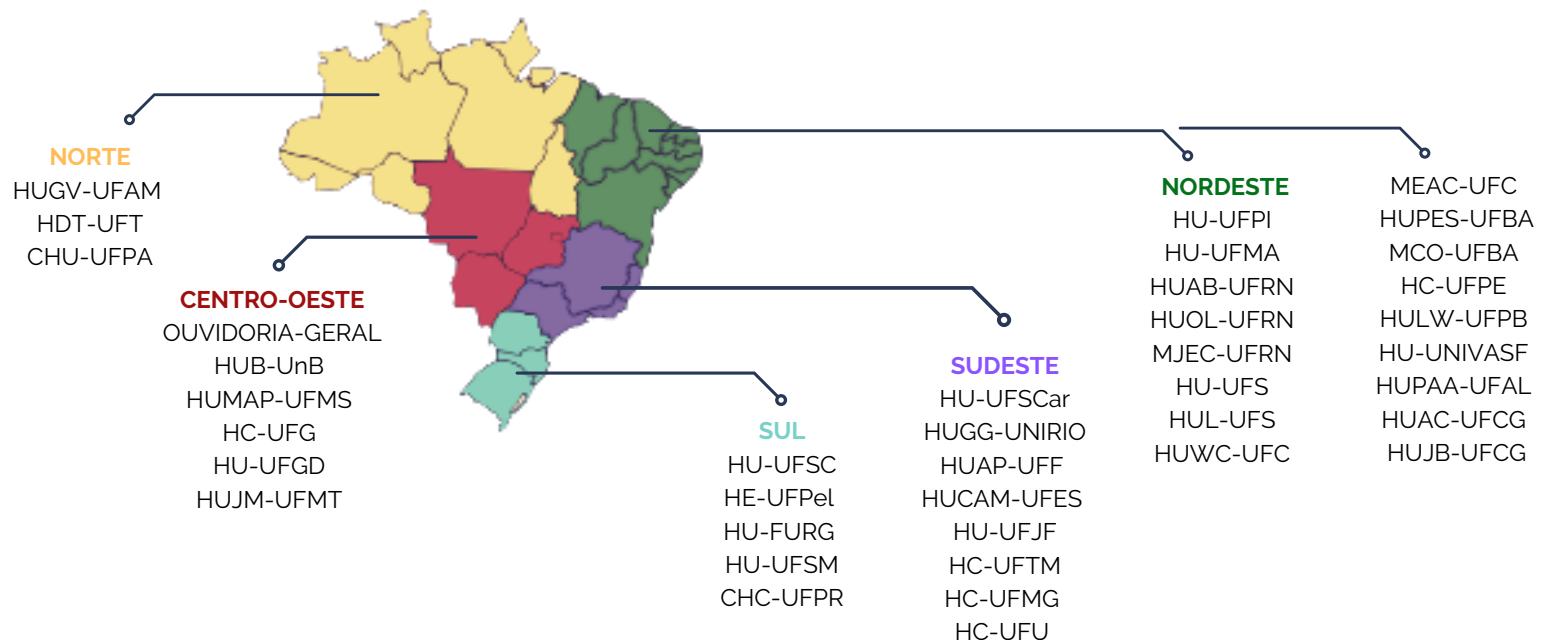 NORTE
HUGV-UFAM
HDT-UFT
CHU-UFPA
CENTRO-OESTE
OUVIDORIA-GERAL
HUB-UnB
HUMAP-UFMS
HC-UFG
HU-UFGD
HUJM-UFMT
SUL
HU-UFSC
HE-UFPel
HU-FURG
HU-UFSM
CHC-UFPR
SUDESTE
HU-UFSCar
HUGG-UNIRIO
HUAP-UFF
HUCAM-UFES
HU-UFJF
HC-UFTM
HC-UFMG
HC-UFU
NORDESTE
HU-UFPI
HU-UFMA
HUAB-UFRN
HUOL-UFRN
MJEC-UFRN
HU-UFS
HUL-UFS
HUWC-UFC
MEAC-UFC
HUPES-UFBA
MCO-UFBA
HC-UFPE
HULW-UFPB
HU-UNIVASF
HUPAA-UFAL
HUAC-UFCG
HUJB-UFCG